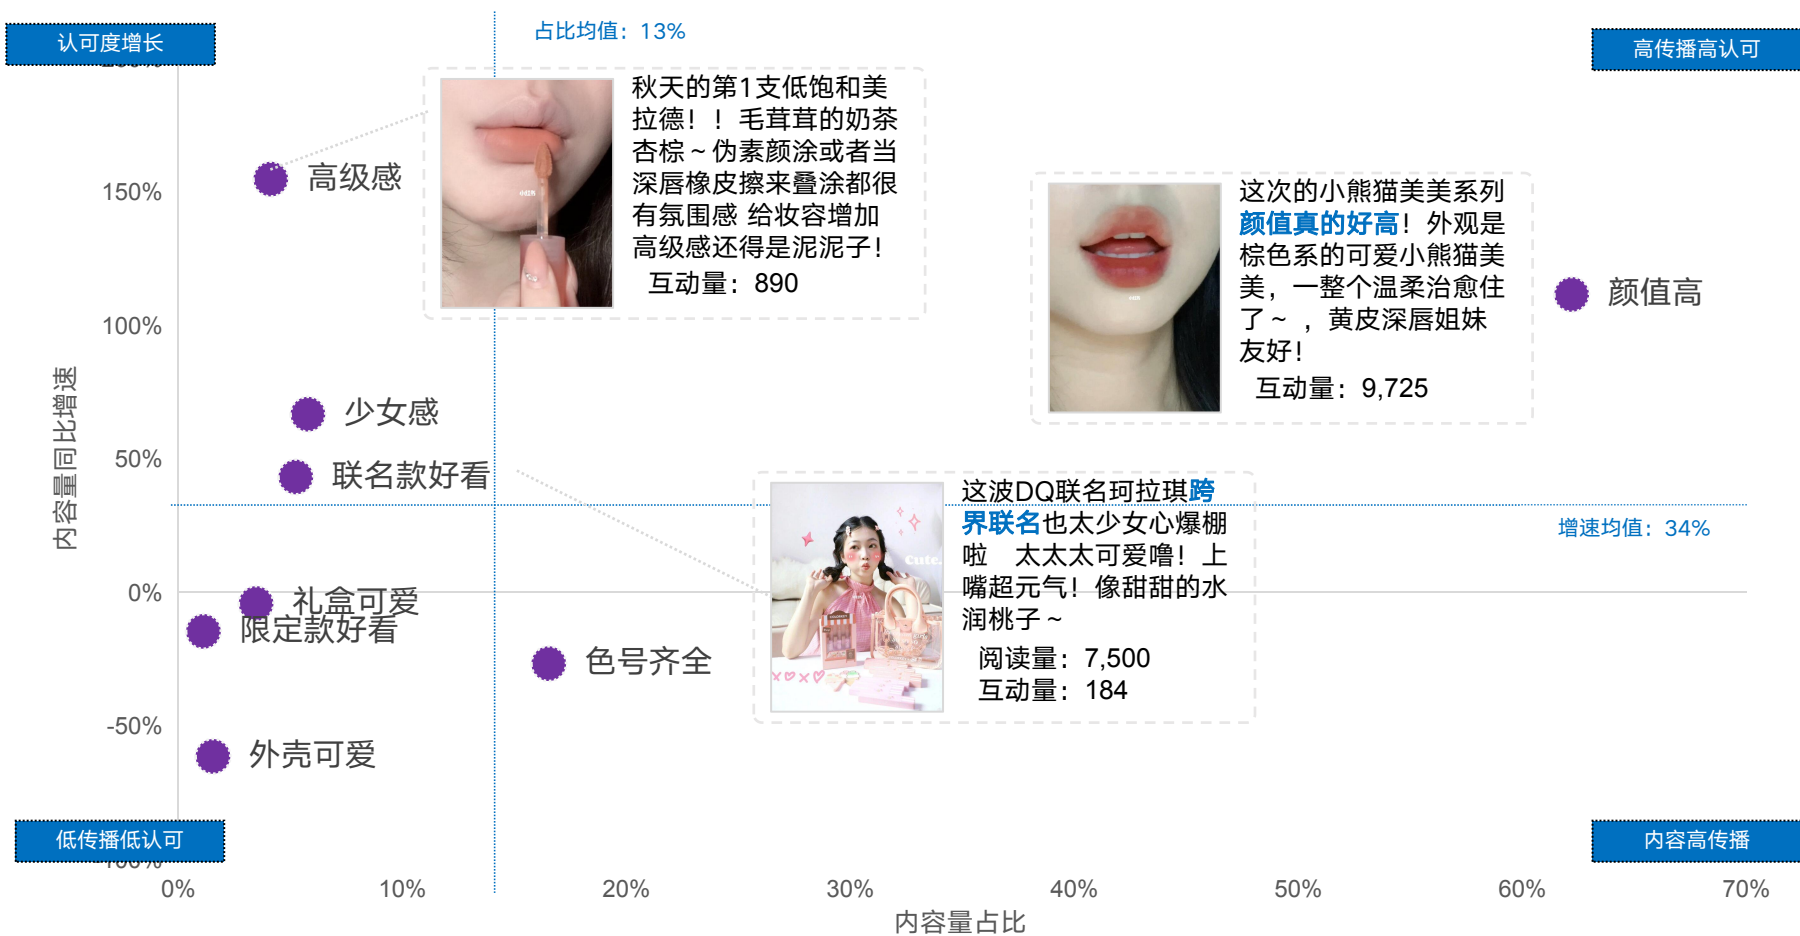 认可度增长
占比均值：13%
高传播高认可
秋天的第1支低饱和美
拉德！！毛茸茸的奶茶
杏棕～伪素颜涂或者当
深唇橡皮擦来叠涂都很
有氛围感 给妆容增加
高级感还得是泥泥子！
互动量：890
高级感
150%
这次的小熊猫美美系列
颜值真的好高！外观是
棕色系的可爱小熊猫美
美，一整个温柔治愈住
了～ ，黄皮深唇姐妹
友好！
互动量：9,725
颜值高
100%
内容量同比增速
少女感
50%
联名款好看
这波DQ联名珂拉琪跨
界联名也太少女心爆棚
啦 太太太可爱噜！上
嘴超元气！像甜甜的水
润桃子～
阅读量：7,500
互动量：184
Cute.
增速均值：34%
0%
礼盒可爱
限定款好看
色号齐全
-50%
外壳可爱
低传播低认可
内容高传播
-100%
0%
10%
20%
30%
40%
50%
60%
70%
内容量占比